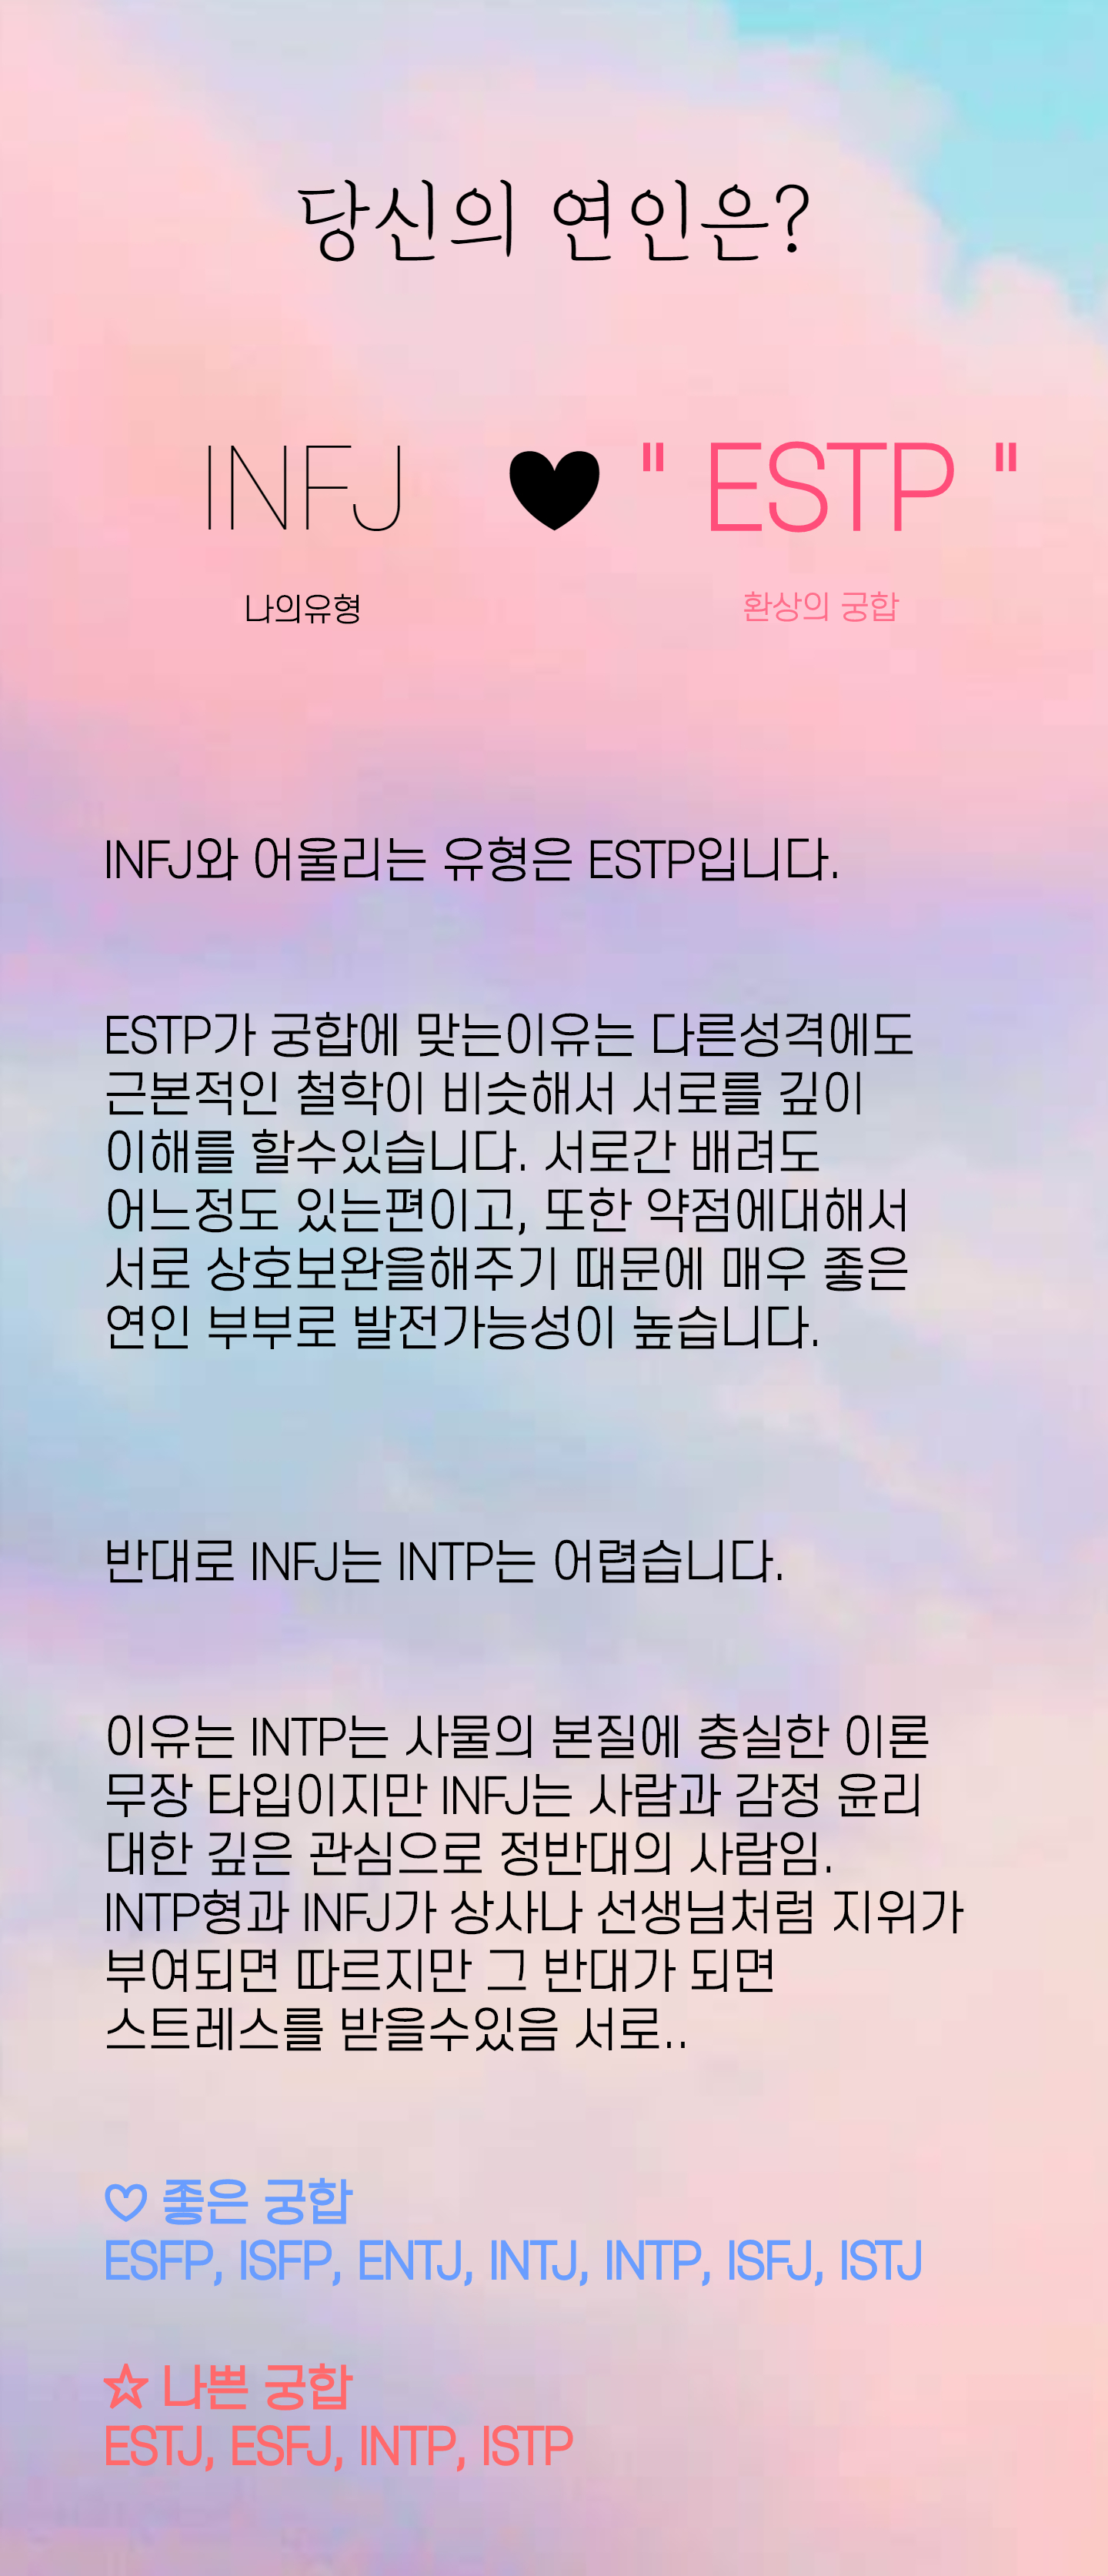 당신의 연인은?
INFJ ♥ " ESTP "
나의유형 환상의 궁합
INFJ와 어울리는 유형은 ESTP입니다.
ESTP가 궁합에 맞는이유는 다른성격에도
근본적인 철학이 비슷해서 서로를 깊이
이해를 할수있습니다. 서로간 배려도
어느정도 있는편이고, 또한 약점에대해서
서로 상호보완을해주기 때문에 매우 좋은
연인 부부로 발전가능성이 높습니다.
반대로 INFJ는 INTP는 어렵습니다.
이유는 INTP는 사물의 본질에 충실한 이론
무장 타입이지만 INFJ는 사람과 감정 윤리
대한 깊은 관심으로 정반대의 사람임.
INTP형과 INFJ가 상사나 선생님처럼 지위가
부여되면 따르지만 그 반대가 되면
스트레스를 받을수있음 서로..
♡ 좋은 궁합
ESFP, ISFP, ENTJ, INTJ, INTP, ISFJ, ISTJ
☆ 나쁜 궁합
ESTJ, ESFJ, INTP, ISTP